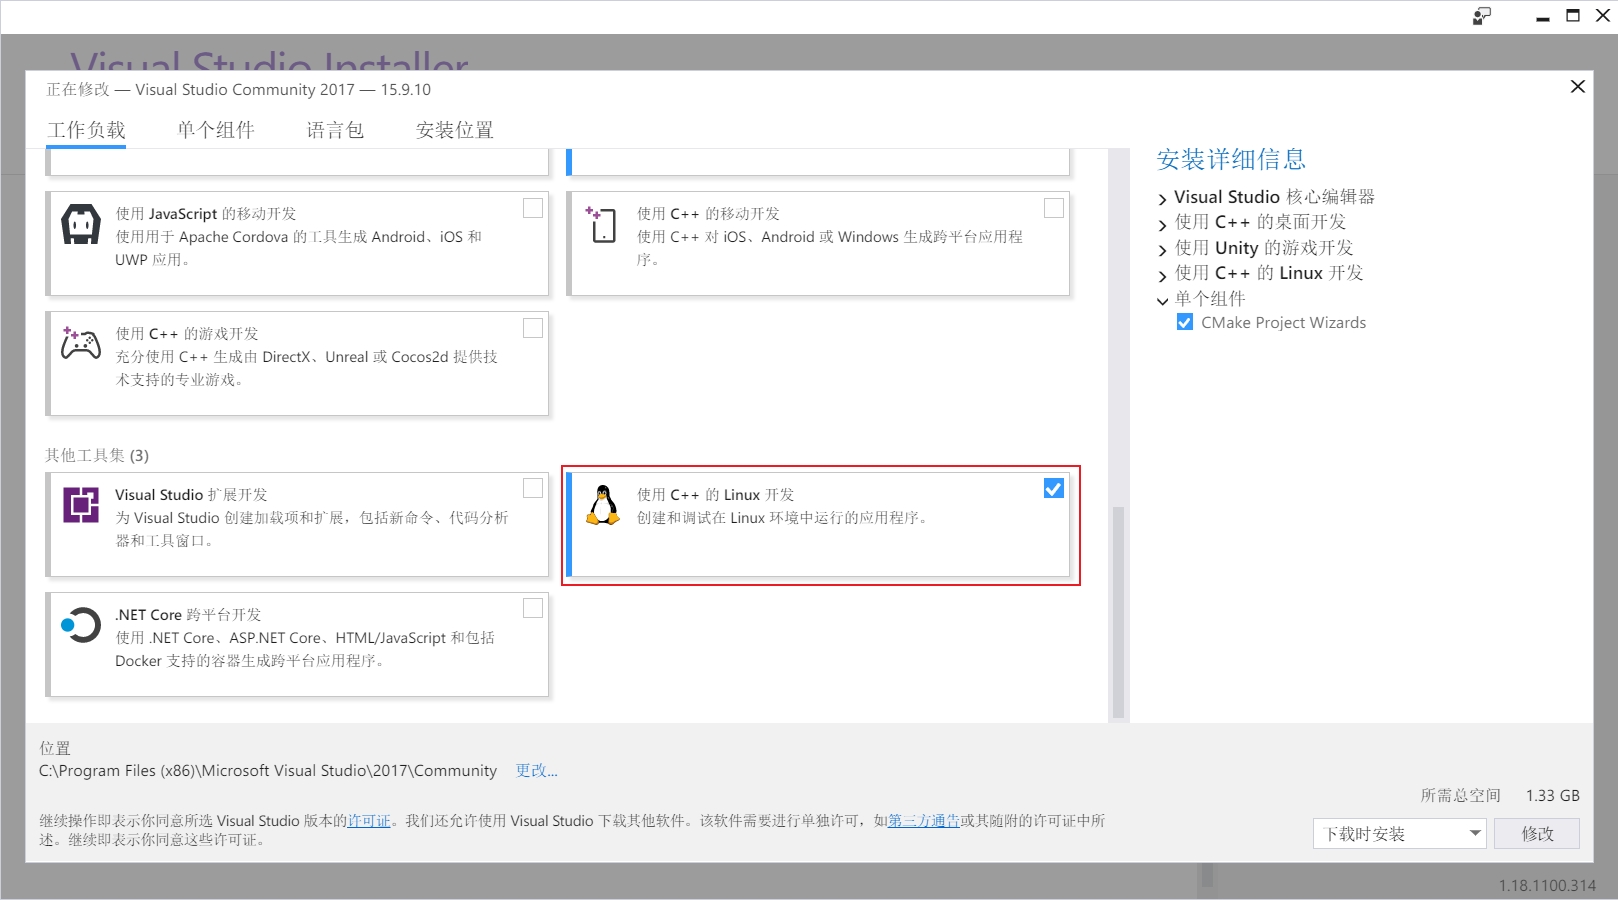 Visual Studio Installer
正在修改 — Visual Studio Community 2017 — 15.9.10
工作负载 单个组件 语言包 安装位置
使用 JavaScript 的移动开发
使用用于 Apache Cordova 的工具生成 Android、iOS 和
UWP 应用。
使用 C++ 的移动开发
使用 C++ 对 iOS、Android 或 Windows 生成跨平台应用程
序。
使用 C++ 的游戏开发
充分使用 C++ 生成由 DirectX、Unreal 或 Cocos2d 提供技
术支持的专业游戏。
其他工具集 (3)
Visual Studio 扩展开发
为 Visual Studio 创建加载项和扩展，包括新命令、代码分析
器和工具窗口。
使用 C++ 的 Linux 开发
创建和调试在 Linux 环境中运行的应用程序。
.NET Core 跨平台开发
使用 .NET Core、ASP.NET Core、HTML/JavaScript 和包括
Docker 支持的容器生成跨平台应用程序。
安装详细信息
Visual Studio 核心编辑器
使用 C++ 的桌面开发
使用 Unity 的游戏开发
使用 C++ 的 Linux 开发
单个组件
CMake Project Wizards
位置
C:\Program Files (x86)\Microsoft Visual Studio\2017\Community 更改...
所需总空间 1.33 GB
继续操作即表示你同意所选 Visual Studio 版本的许可证。我们还允许使用 Visual Studio 下载其他软件。该软件需要进行单独许可，如第三方通告或其随附的许可证中所
述。继续即表示你同意这些许可证。
下载时安装 修改
1.18.1100.314